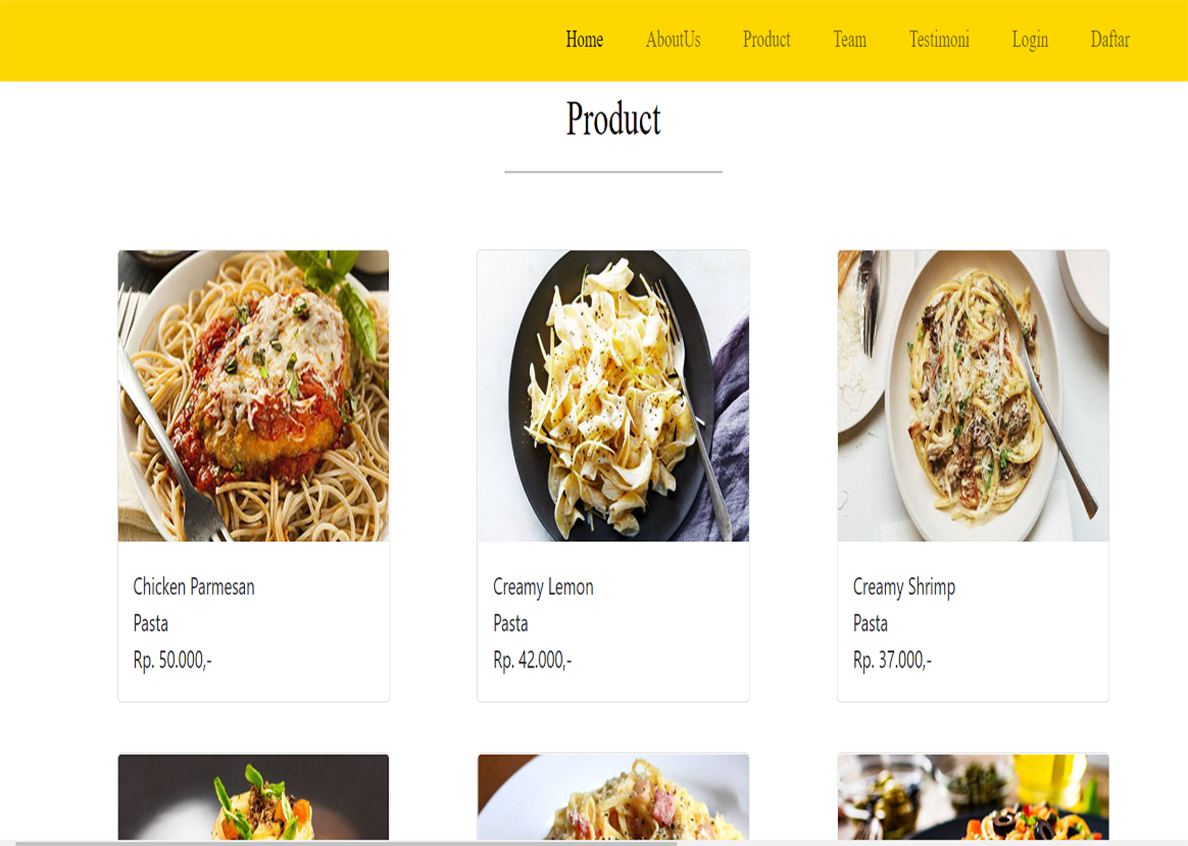 Home AboutUs Product Team Testimoni Login Daftar
Product
Chicken Parmesan
Pasta
Rp. 50.000,-
Creamy Lemon
Pasta
Rp. 42.000,-
Creamy Shrimp
Pasta
Rp. 37.000,-